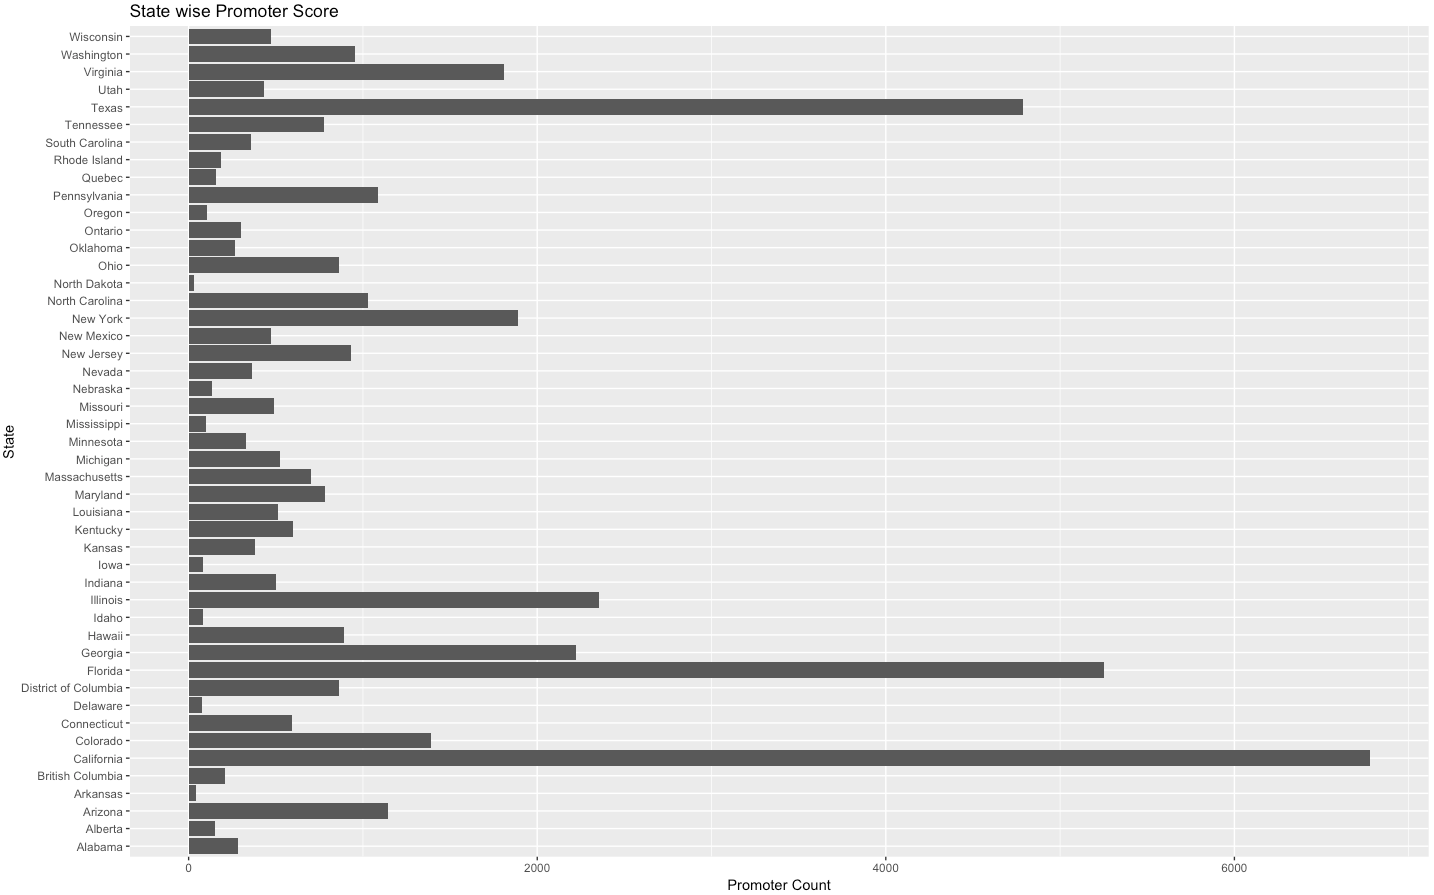 State wise Promoter Score
Wisconsin
Washington
Virginia
Utah
Texas
Tennessee
South Carolina
Rhode Island
Quebec
Pennsylvania
Oregon
Ontario
Oklahoma
Ohio
North Dakota
North Carolina
New York
New Mexico
New Jersey
Nevada
Nebraska
Missouri
Mississippi
Minnesota
Michigan
Massachusetts
Maryland
Louisiana
Kentucky
Kansas
Iowa
Indiana
Illinois
Idaho
Hawaii
Georgia
Florida
District of Columbia
Delaware
Connecticut
Colorado
California
British Columbia
Arkansas
Arizona
Alberta
Alabama
State
0 2000 4000 6000
Promoter Count